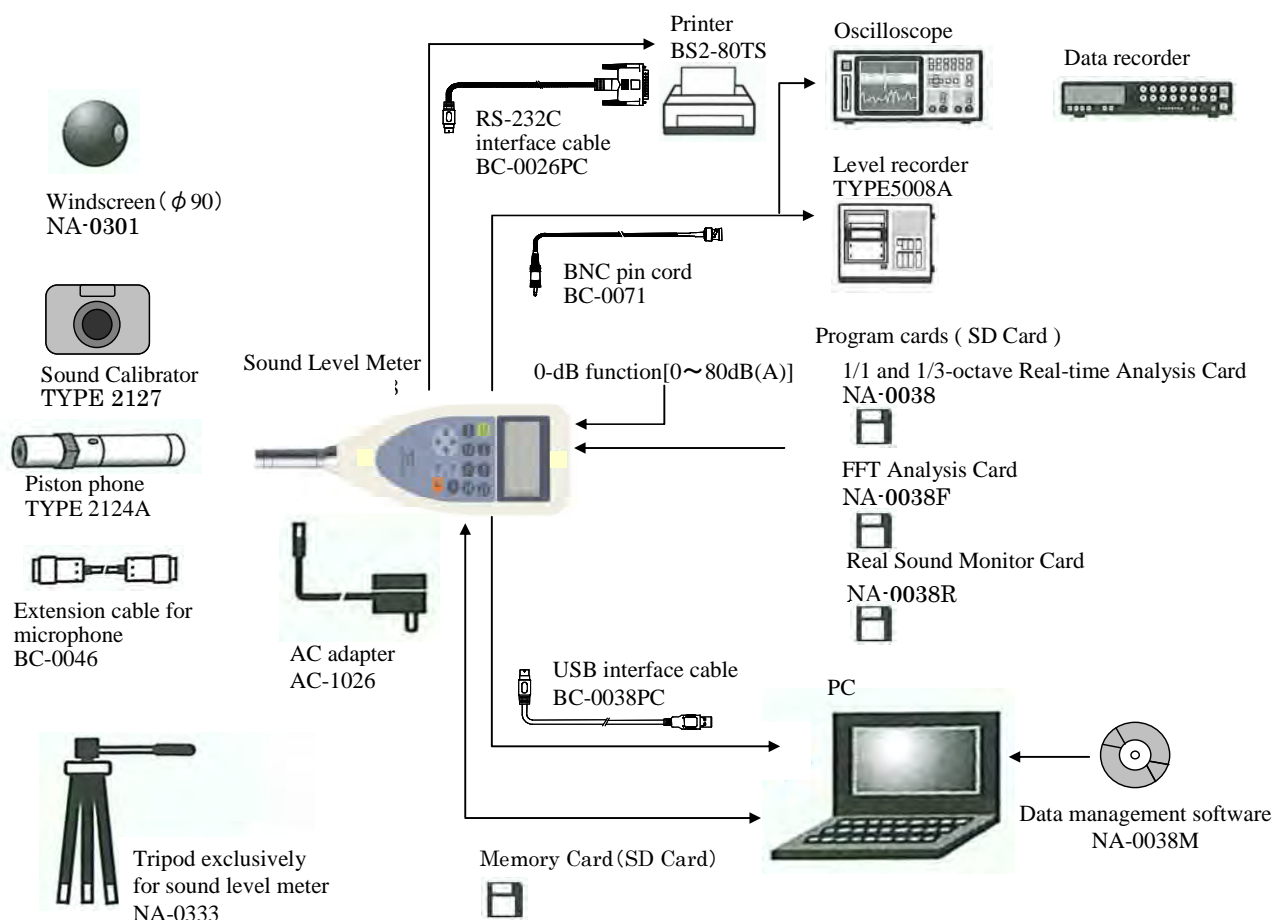 Printer
BS2-80TS
Oscilloscope
Data recorder
RS-232C
interface cable
BC-0026PC
Level recorder
TYPE5008A
Windscreen(φ90)
NA-0301
BNC pin cord
BC-0071
Sound Calibrator
TYPE 2127
Sound Level Meter
0-dB function[0～80dB(A)]
Program cards ( SD Card )
1/1 and 1/3-octave Real-time Analysis Card
NA-0038
FFT Analysis Card
NA-0038F
Real Sound Monitor Card
NA-0038R
Piston phone
TYPE 2124A
Extension cable for
microphone
BC-0046
AC adapter
AC-1026
USB interface cable
BC-0038PC
PC
Data management software
NA-0038M
Tripod exclusively
for sound level meter
NA-0333
Memory Card(SD Card)